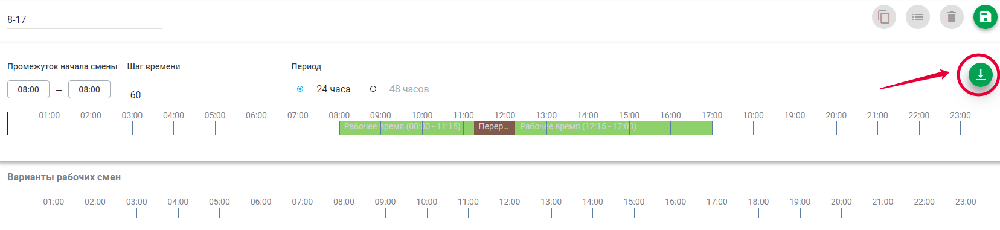 8-17
Промежуток начала смены Шаг времени Период
08:00 – 08:00 60 24 часа 48 часов
01:00 02:00 03:00 04:00 05:00 06:00 07:00 08:00 09:00 10:00 11:00 12:00 13:00 14:00 15:00 16:00 17:00 18:00 19:00 20:00 21:00 22:00 23:00
Рабочее время (08:00 - 11:15) Перер... Рабочее время (12:15 - 17:00)
Варианты рабочих смен
01:00 02:00 03:00 04:00 05:00 06:00 07:00 08:00 09:00 10:00 11:00 12:00 13:00 14:00 15:00 16:00 17:00 18:00 19:00 20:00 21:00 22:00 23:00